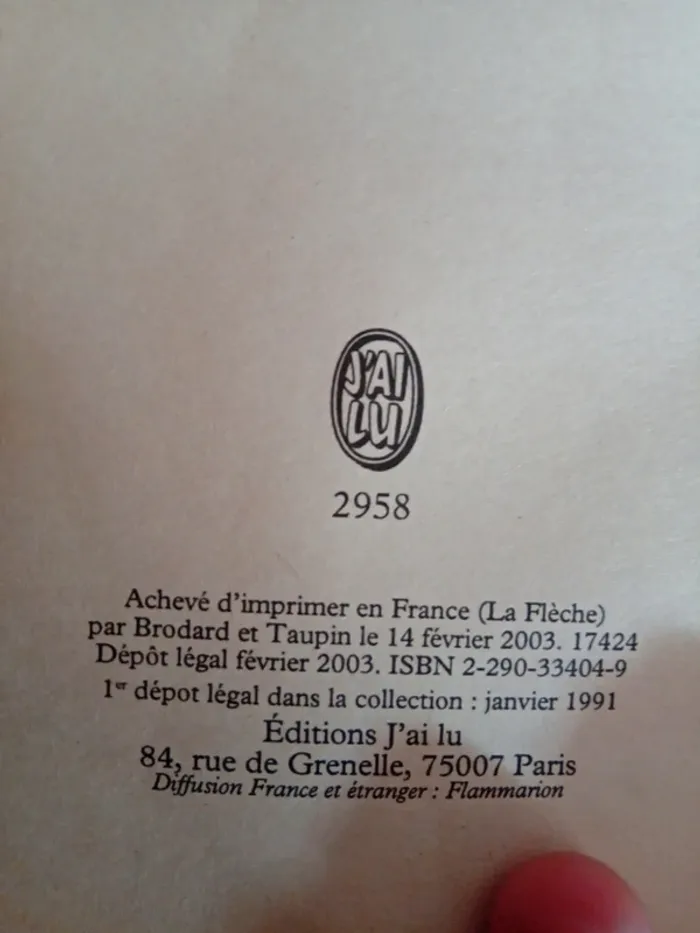 J'AI
LU
2958
Achevé d'imprimer en France (La Flèche)
par Brodard et Taupin le 14 février 2003. 17424
Dépôt légal février 2003. ISBN 2-290-33404-9
1er dépot légal dans la collection : janvier 1991
Éditions J'ai lu
84, rue de Grenelle, 75007 Paris
Diffusion France et étranger : Flammarion